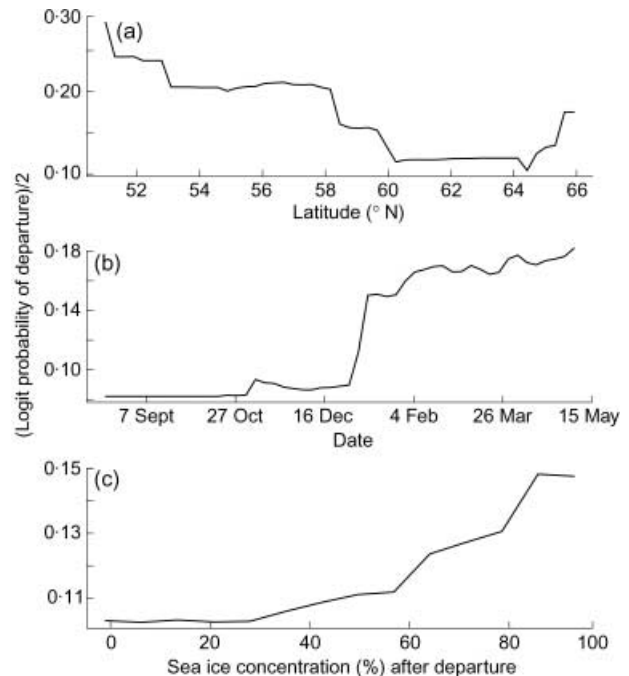 (Logit probability of departure)/2
(a)
0·30
0·20
0·10
52 54 56 58 60 62 64 66
Latitude (° N)
(b)
0·18
0·14
0·10
7 Sept 27 Oct 16 Dec 4 Feb 26 Mar 15 May
Date
(c)
0·15
0·13
0·11
0 20 40 60 80 100
Sea ice concentration (%) after departure